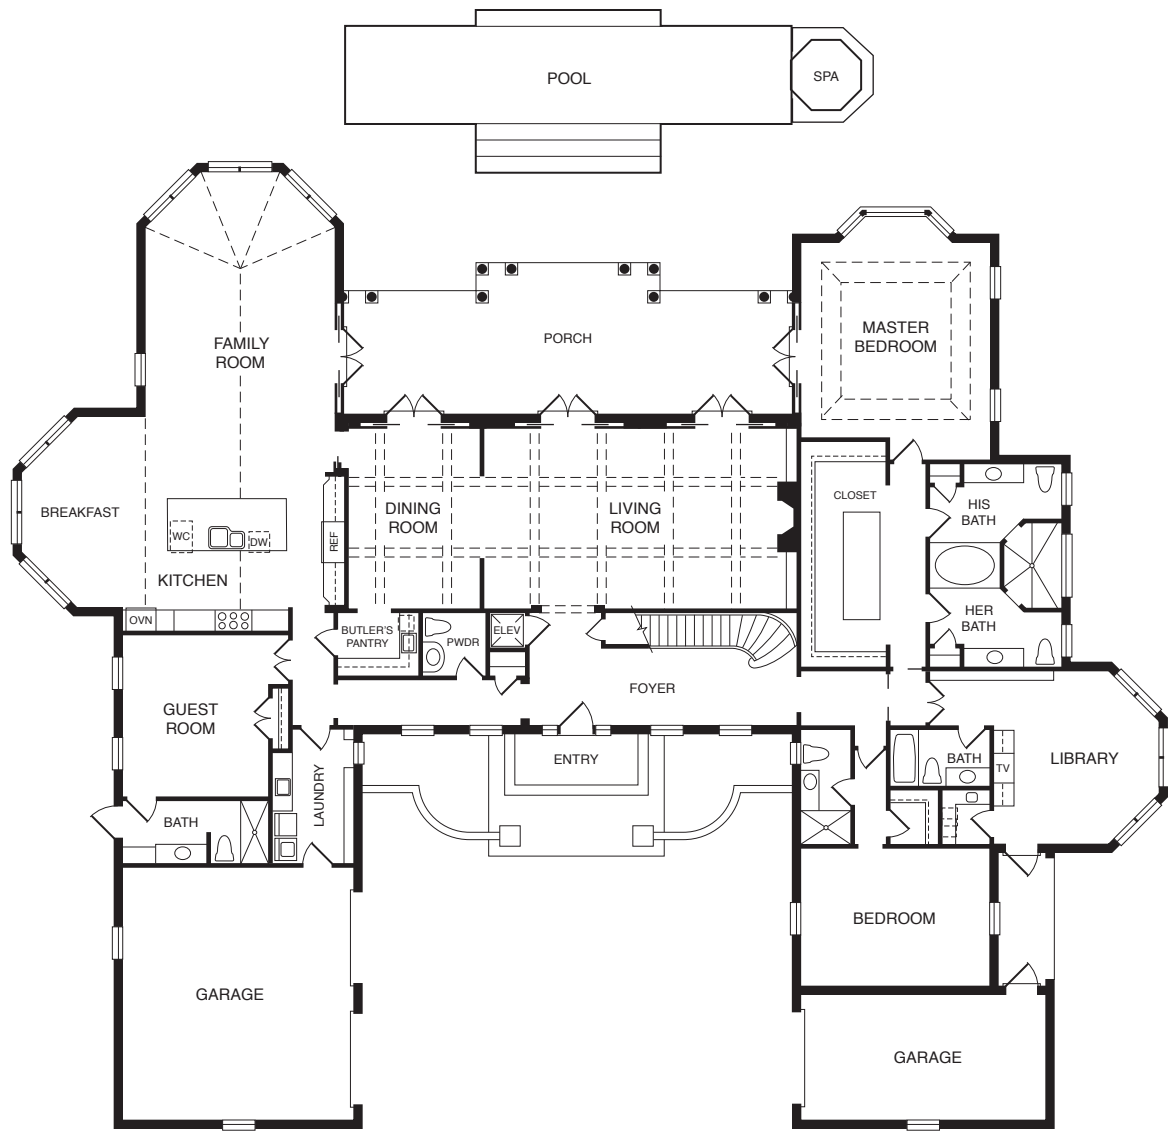 POOL
SPA
FAMILY
ROOM
PORCH
MASTER
BEDROOM
BREAKFAST
WC
DW
REF
DINING
ROOM
LIVING
ROOM
CLOSET
HIS
BATH
KITCHEN
OVN
BUTLER'S
PANTRY
PWDR
ELEV
HER
BATH
FOYER
GUEST
ROOM
ENTRY
BATH
TV
LIBRARY
LAUNDRY
BATH
BEDROOM
GARAGE
GARAGE